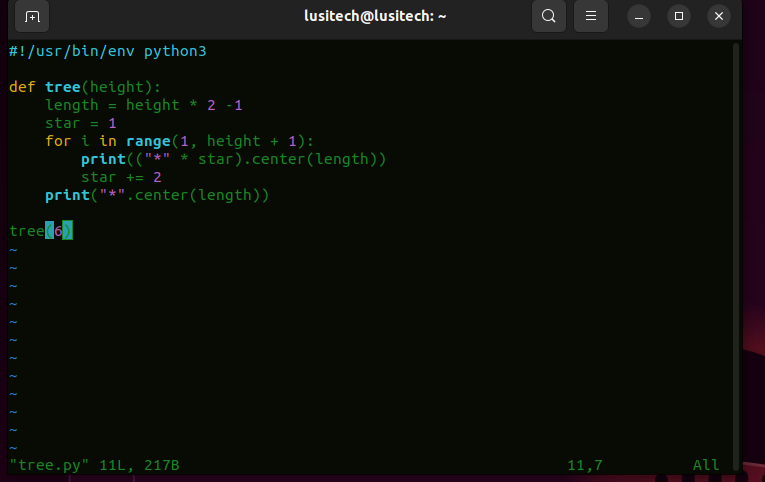 lusitech@lusitech: ~
#!/usr/bin/env python3

def tree(height):
    length = height * 2 -1
    star = 1
    for i in range(1, height + 1):
        print(("*" * star).center(length))
        star += 2
    print("*".center(length))

tree(6)
~
~
~
~
~
~
~
~
~
~
~
~
"tree.py" 11L, 217B 11,7 All